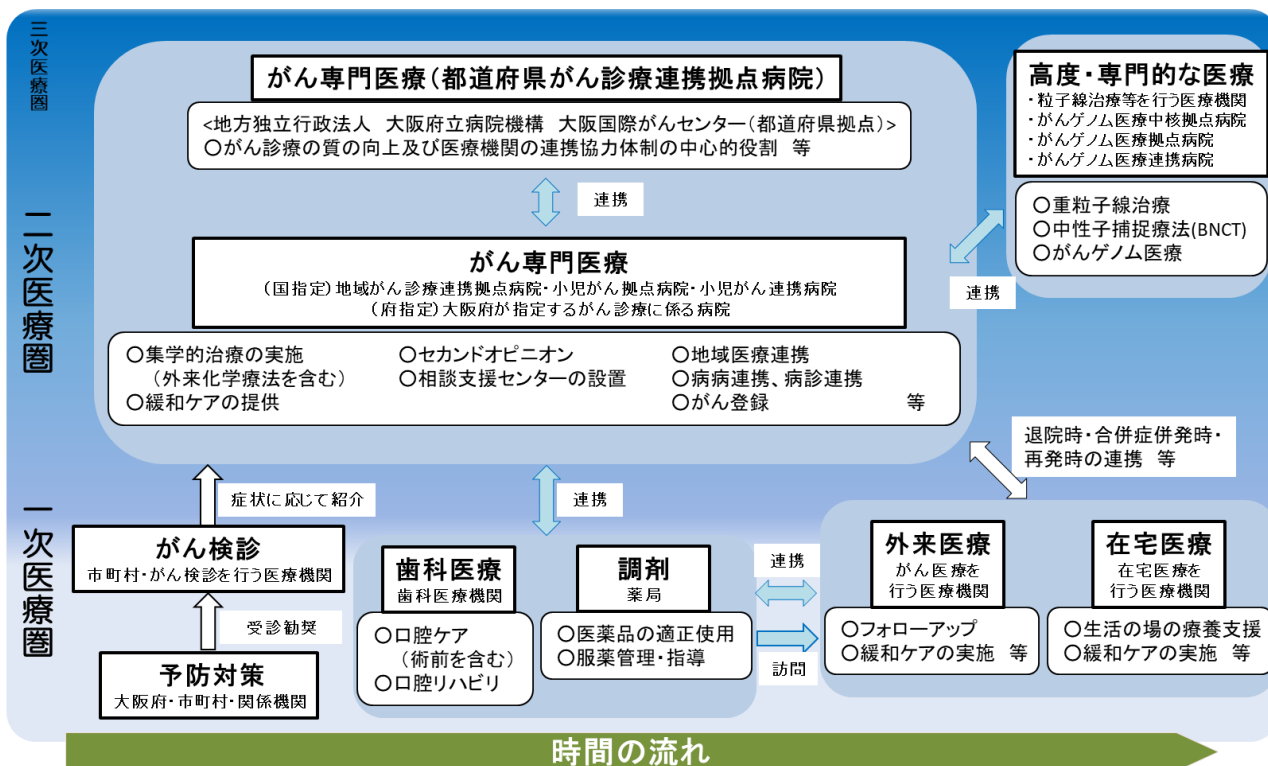 三次医療圏
がん専門医療（都道府県がん診療連携拠点病院）
<地方独立行政法人　大阪府立病院機構　大阪国際がんセンター（都道府県拠点）>
○がん診療の質の向上及び医療機関の連携協力体制の中心的役割　等
高度・専門的な医療
・粒子線治療等を行う医療機関
・がんゲノム医療中核拠点病院
・がんゲノム医療拠点病院
・がんゲノム医療連携病院
○重粒子線治療
○中性子捕捉療法(BNCT)
○がんゲノム医療
連携
連携
二次医療圏
がん専門医療
（国指定）地域がん診療連携拠点病院・小児がん拠点病院・小児がん連携病院
（府指定）大阪府が指定するがん診療に係る病院
○集学的治療の実施
（外来化学療法を含む）
○緩和ケアの提供
○セカンドオピニオン
○相談支援センターの設置
○地域医療連携
○病病連携、病診連携
○がん登録　等
退院時・合併症併発時・
再発時の連携　等
症状に応じて紹介
連携
一次医療圏
がん検診
市町村・がん検診を行う医療機関
受診勧奨
予防対策
大阪府・市町村・関係機関
歯科医療
歯科医療機関
○口腔ケア
（術前を含む）
○口腔リハビリ
調剤
薬局
○医薬品の適正使用
○服薬管理・指導
連携
訪問
外来医療
がん医療を
行う医療機関
○フォローアップ
○緩和ケアの実施　等
在宅医療
在宅医療を
行う医療機関
○生活の場の療養支援
○緩和ケアの実施　等
時間の流れ